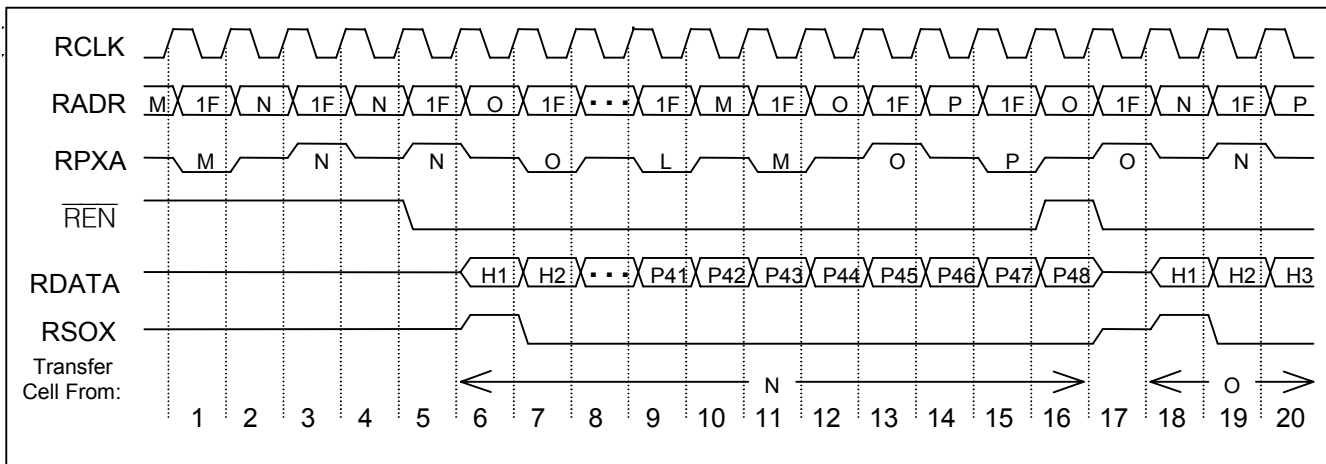 RCLK
RADR M 1F N 1F N 1F O 1F ··· 1F M 1F O 1F P 1F O 1F N 1F P
RPXA M N N O L M O P O N
REN
RDATA H1 H2 ··· P41 P42 P43 P44 P45 P46 P47 P48 H1 H2 H3
RSOX
Transfer
Cell From: N O
1 2 3 4 5 6 7 8 9 10 11 12 13 14 15 16 17 18 19 20